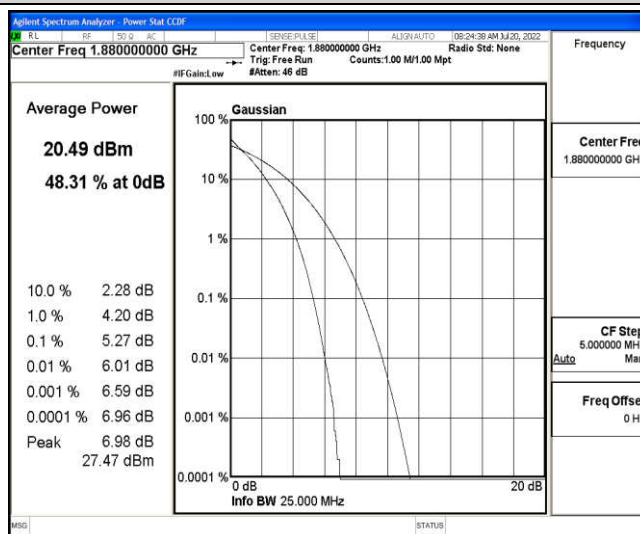 Agilent Spectrum Analyzer - Power Stat CCDF
RL RF 50 Ω AC SENSE:PULSE ALIGN AUTO 08:24:38 AM Jul 20, 2022
Center Freq 1.880000000 GHz
Center Freq: 1.880000000 GHz Radio Std: None
Trig: Free Run Counts:1.00 M/1.00 Mpt
#IFGain:Low #Atten: 46 dB
Frequency
Average Power
20.49 dBm
48.31 % at 0dB
10.0 % 2.28 dB
1.0 % 4.20 dB
0.1 % 5.27 dB
0.01 % 6.01 dB
0.001 % 6.59 dB
0.0001 % 6.96 dB
Peak 6.98 dB
27.47 dBm
Gaussian
100 %
10 %
1 %
0.1 %
0.01 %
0.001 %
0.0001 %
0 dB 20 dB
Info BW 25.000 MHz
Center Fre
1.880000000 GH
CF Step
5.000000 MH
Auto Ma
Freq Offse
0 H
MSG STATUS